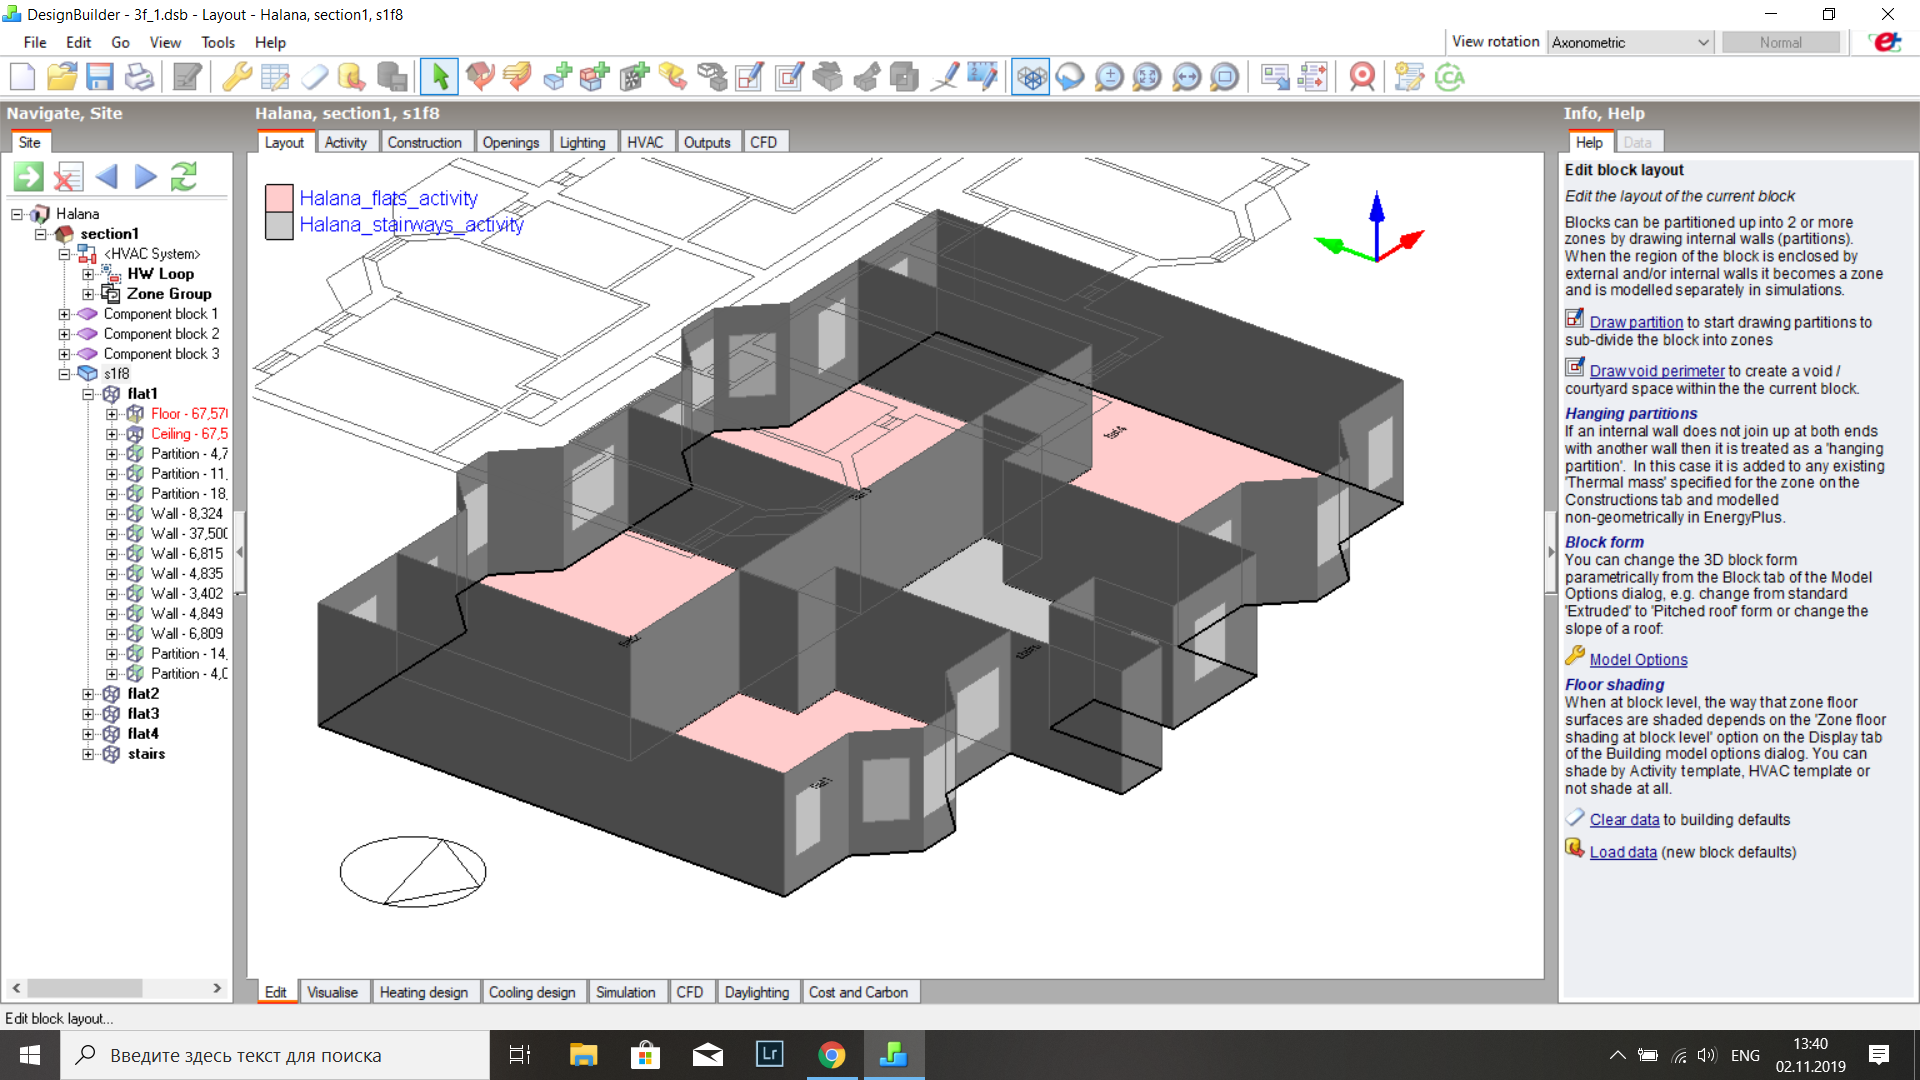 DesignBuilder - 3f_1.dsb - Layout - Halana, section1, s1f8
File Edit Go View Tools Help
View rotation Axonometric Normal
Navigate, Site
Site
Halana
section1
<HVAC System>
HW Loop
Zone Group
Component block 1
Component block 2
Component block 3
s1f8
flat1
Floor - 67,57
Ceiling - 67,5
Partition - 4,7
Partition - 11,
Partition - 18,
Wall - 8,324
Wall - 37,500
Wall - 6,815
Wall - 4,835
Wall - 3,402
Wall - 4,849
Wall - 6,809
Partition - 14,
Partition - 4,0
flat2
flat3
flat4
stairs
Halana, section1, s1f8
Layout Activity Construction Openings Lighting HVAC Outputs CFD
Halana_flats_activity
Halana_stairways_activity
Edit Visualise Heating design Cooling design Simulation CFD Daylighting Cost and Carbon
Info, Help
Help Data
Edit block layout
Edit the layout of the current block
Blocks can be partitioned up into 2 or more
zones by drawing internal walls (partitions).
When the region of the block is enclosed by
external and/or internal walls it becomes a zone
and is modelled separately in simulations.
Draw partition to start drawing partitions to
sub-divide the block into zones
Draw void perimeter to create a void /
courtyard space within the the current block.
Hanging partitions
If an internal wall does not join up at both ends
with another wall then it is treated as a 'hanging
partition'. In this case it is added to any existing
'Thermal mass' specified for the zone on the
Constructions tab and modelled
non-geometrically in EnergyPlus.
Block form
You can change the 3D block form
parametrically from the Block tab of the Model
Options dialog, e.g. change from standard
'Extruded' to 'Pitched roof' form or change the
slope of a roof:
Model Options
Floor shading
When at block level, the way that zone floor
surfaces are shaded depends on the 'Zone floor
shading at block level' option on the Display tab
of the Building model options dialog. You can
shade by Activity template, HVAC template or
not shade at all.
Clear data to building defaults
Load data (new block defaults)
Edit block layout...
Введите здесь текст для поиска
Lr
ENG
13:40
02.11.2019